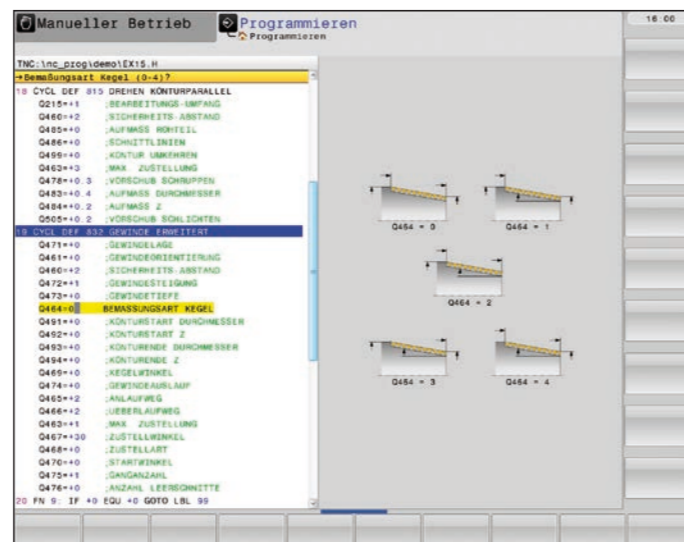 Manueller Betrieb
Programmieren
Programmieren
16:00
TNC:\nc_prog\demo\EX15.H
→Bemaßungsart Kegel (0-4)?
18 CYCL DEF 815 DREHEN KONTURPARALLEL
Q215=+1 ;BEARBEITUNGS-UMFANG
Q460=+2 ;SICHERHEITS-ABSTAND
Q485=+0 ;AUFMASS ROHTEIL
Q486=+0 ;SCHNITTLINIEN
Q499=+0 ;KONTUR UMKEHREN
Q463=+3 ;MAX. ZUSTELLUNG
Q478=+0.3 ;VORSCHUB SCHRUPPEN
Q483=+0.4 ;AUFMASS DURCHMESSER
Q484=+0.2 ;AUFMASS Z
Q505=+0.2 ;VORSCHUB SCHLICHTEN
19 CYCL DEF 832 GEWINDE ERWEITERT
Q471=+0 ;GEWINDELAGE
Q461=+0 ;GEWINDEORIENTIERUNG
Q460=+2 ;SICHERHEITS-ABSTAND
Q472=+1 ;GEWINDESTEIGUNG
Q473=+0 ;GEWINDETIEFE
Q464=0 BEMASSUNGSART KEGEL
Q491=+0 ;KONTURSTART DURCHMESSER
Q492=+0 ;KONTURSTART Z
Q493=+0 ;KONTURENDE DURCHMESSER
Q494=+0 ;KONTURENDE Z
Q469=+0 ;KEGELWINKEL
Q474=+0 ;GEWINDEAUSLAUF
Q465=+2 ;ANLAUFWEG
Q466=+2 ;UEBERLAUFWEG
Q463=+1 ;MAX. ZUSTELLUNG
Q467=+30 ;ZUSTELLWINKEL
Q468=+0 ;ZUSTELLART
Q470=+0 ;STARTWINKEL
Q475=+1 ;GANGANZAHL
Q476=+0 ;ANZAHL LEERSCHNITTE
20 FN 9: IF +0 EQU +0 GOTO LBL 99
Q464 = 0
Q464 = 1
Q464 = 2
Q464 = 3
Q464 = 4